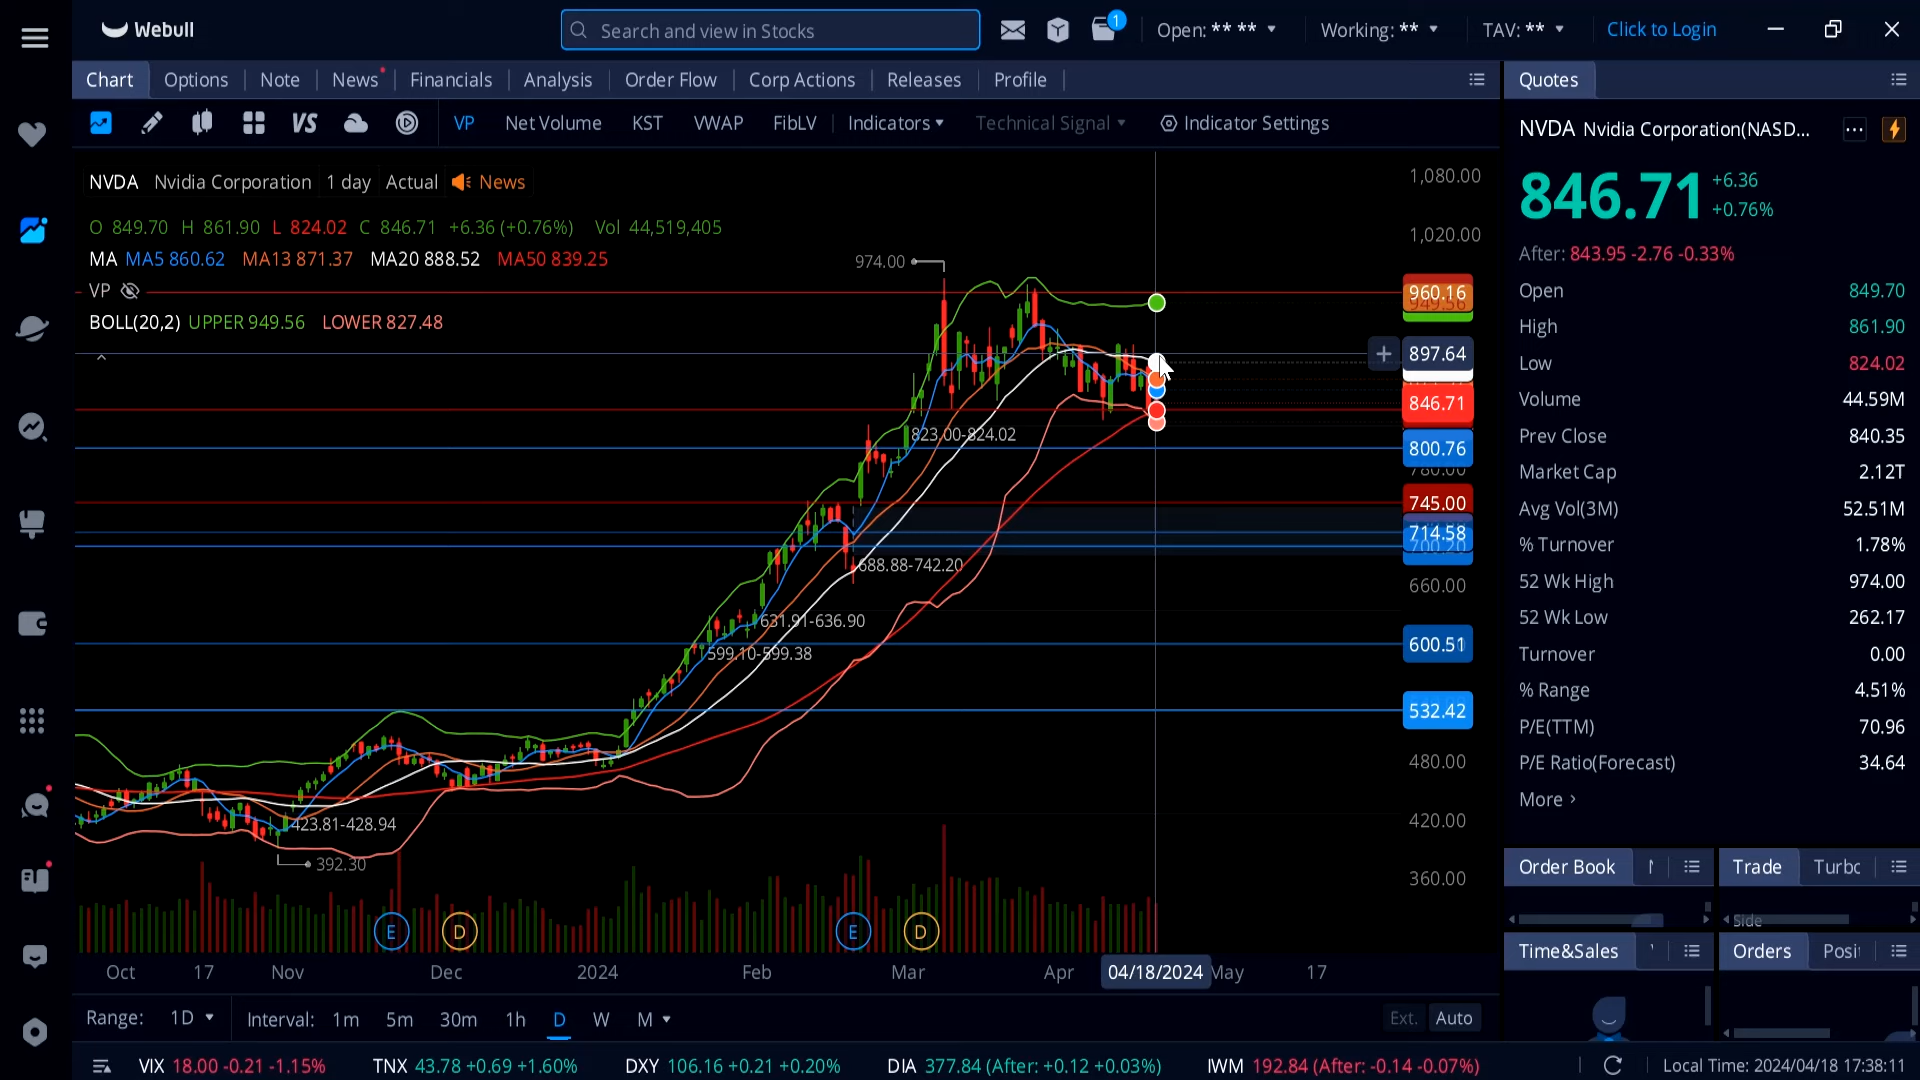 Webull
Search and view in Stocks
1
Open: ** **
Working: **
TAV: **
Click to Login
Chart
Options
Note
News
Financials
Analysis
Order Flow
Corp Actions
Releases
Profile
Quotes
VS
VP
Net Volume
KST
VWAP
FibLV
Indicators
Technical Signal
Indicator Settings
NVDA Nvidia Corporation 1 day Actual News
O 849.70 H 861.90 L 824.02 C 846.71 +6.36 (+0.76%) Vol 44,519,405
MA MA5 860.62 MA13 871.37 MA20 888.52 MA50 839.25
VP
BOLL(20,2) UPPER 949.56 LOWER 827.48
974.00
823.00-824.02
688.88-742.20
631.91-636.90
599.10-599.38
423.81-428.94
392.30
E
D
E
D
1,080.00
1,020.00
960.16
897.64
846.71
800.76
745.00
714.58
660.00
600.51
532.42
480.00
420.00
360.00
Oct 17 Nov Dec 2024 Feb Mar Apr 04/18/2024 May 17
Range: 1D
Interval: 1m 5m 30m 1h D W M
Ext. Auto
NVDA Nvidia Corporation(NASD...
846.71
+6.36
+0.76%
After: 843.95 -2.76 -0.33%
Open 849.70
High 861.90
Low 824.02
Volume 44.59M
Prev Close 840.35
Market Cap 2.12T
Avg Vol(3M) 52.51M
% Turnover 1.78%
52 Wk High 974.00
52 Wk Low 262.17
Turnover 0.00
% Range 4.51%
P/E(TTM) 70.96
P/E Ratio(Forecast) 34.64
More
Order Book
Trade
Turbo
Side
Time&Sales
Orders
Posi
VIX 18.00 -0.21 -1.15%
TNX 43.78 +0.69 +1.60%
DXY 106.16 +0.21 +0.20%
DIA 377.84 (After: +0.12 +0.03%)
IWM 192.84 (After: -0.14 -0.07%)
Local Time: 2024/04/18 17:38:11